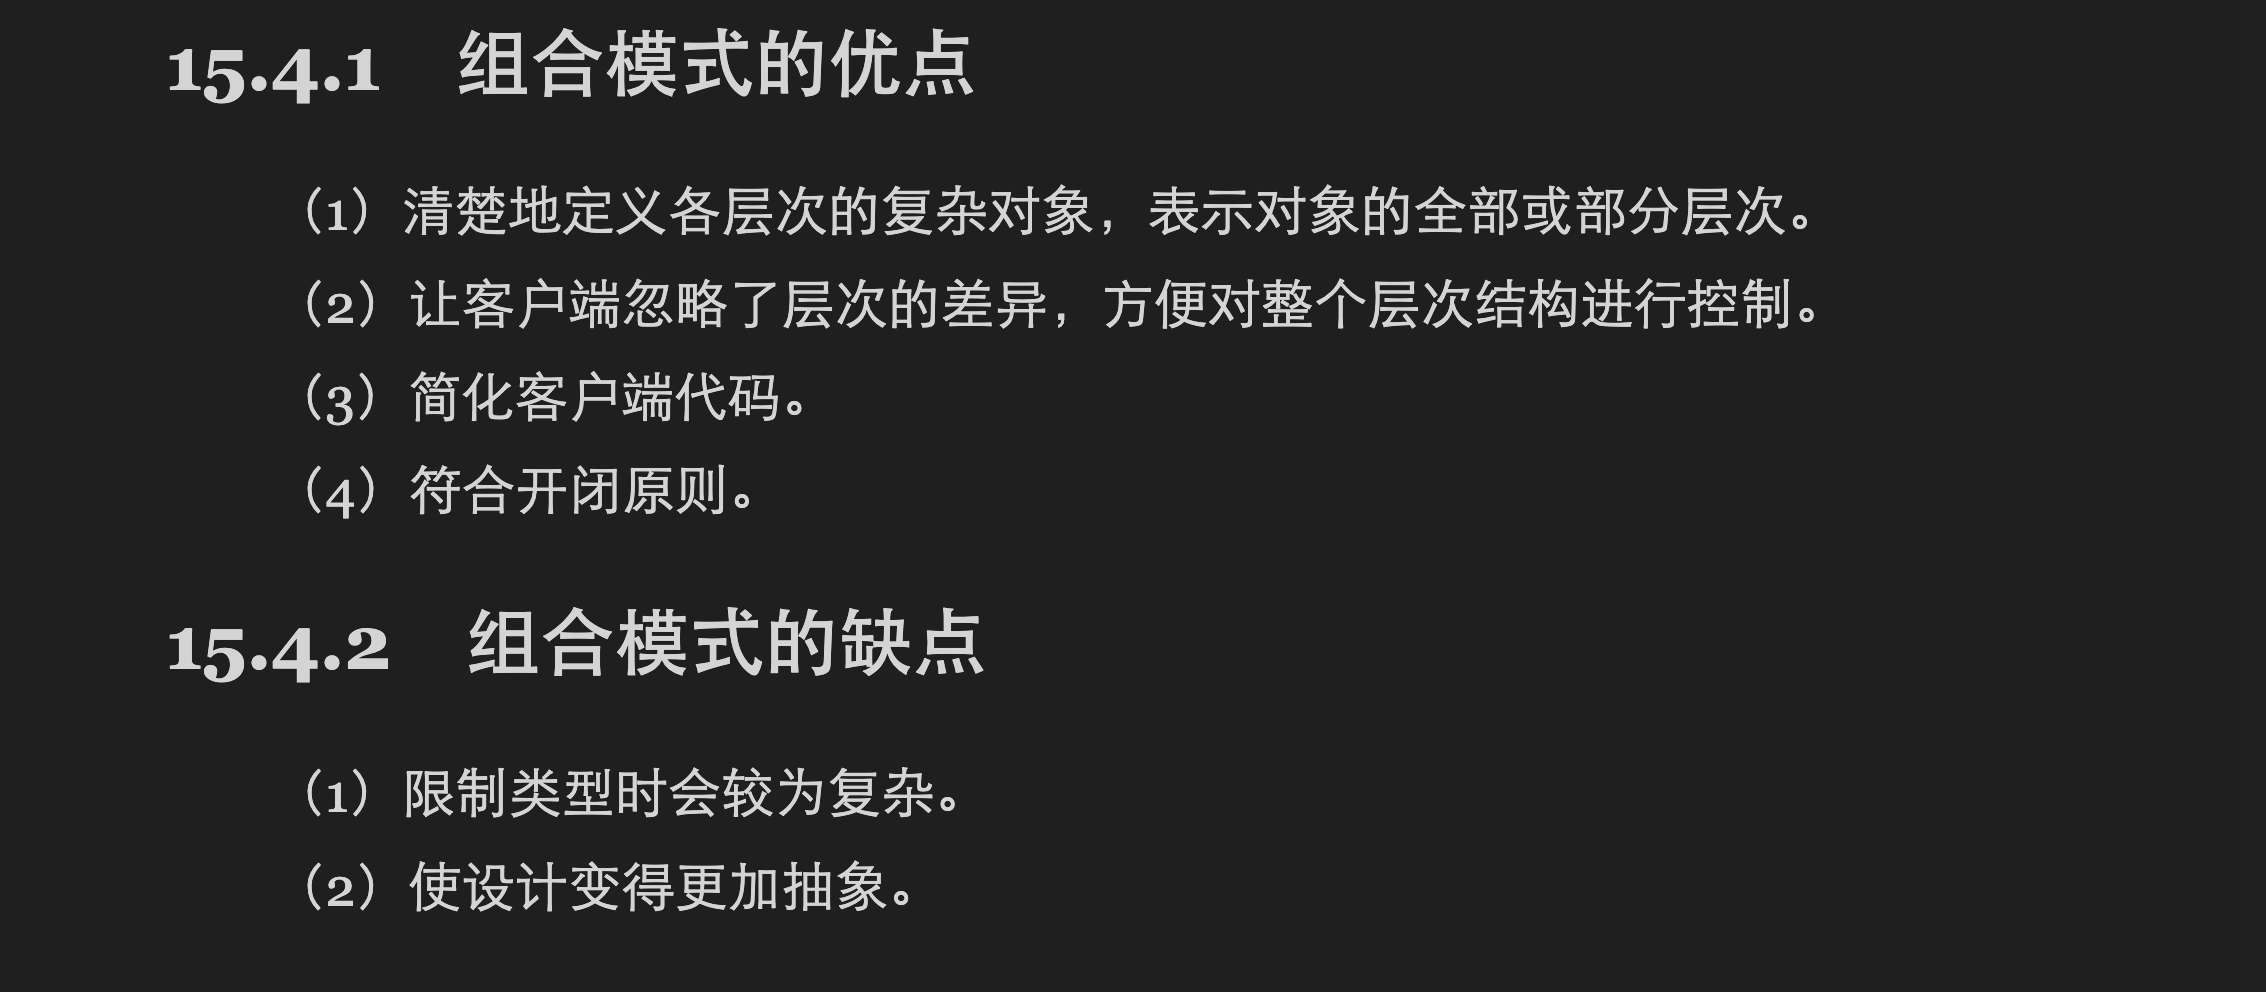 15.4.1 组合模式的优点
（1）清楚地定义各层次的复杂对象，表示对象的全部或部分层次。
（2）让客户端忽略了层次的差异，方便对整个层次结构进行控制。
（3）简化客户端代码。
（4）符合开闭原则。
15.4.2 组合模式的缺点
（1）限制类型时会较为复杂。
（2）使设计变得更加抽象。